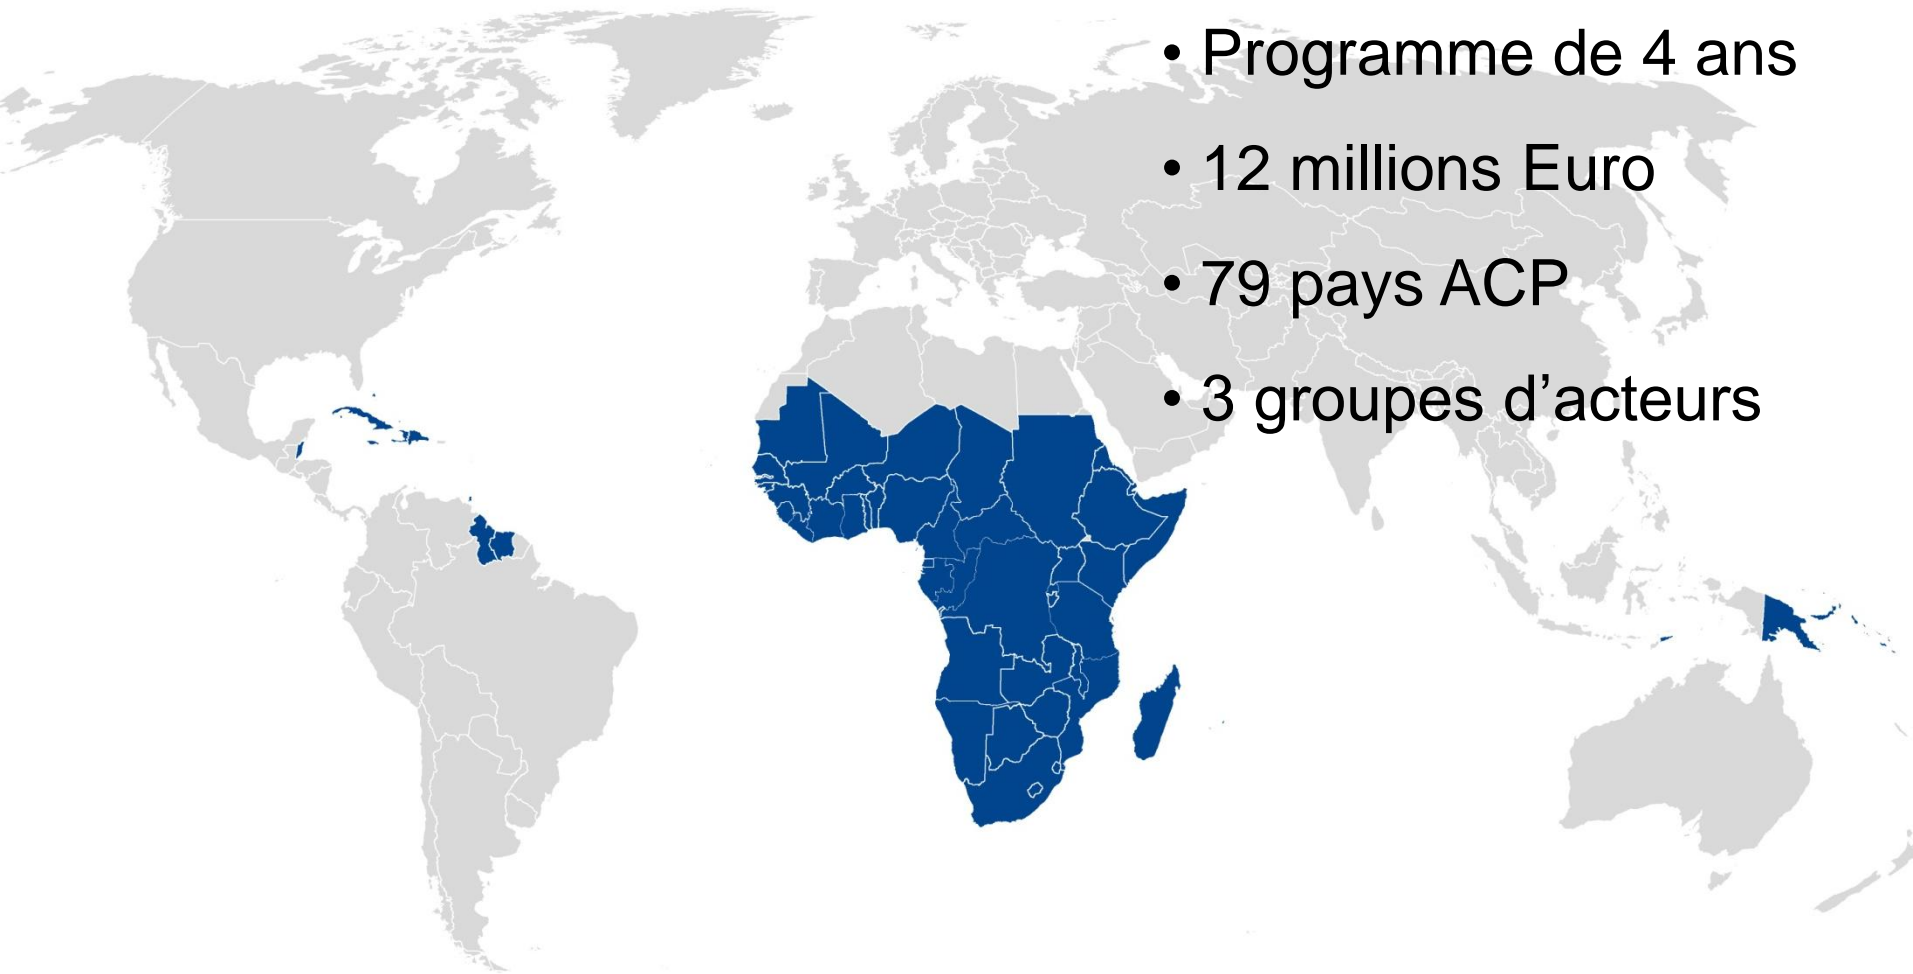 • Programme de 4 ans
• 12 millions Euro
• 79 pays ACP
• 3 groupes d’acteurs